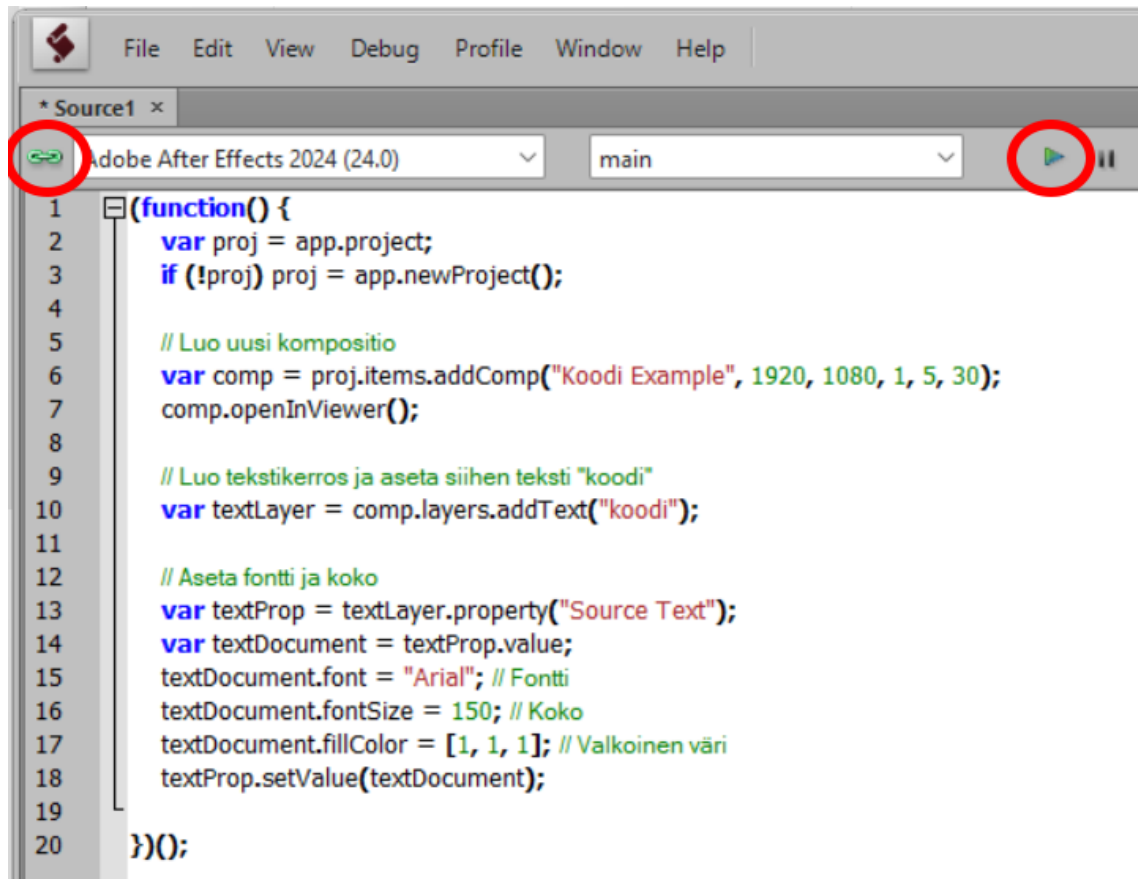 File Edit View Debug Profile Window Help
* Source1 ×
Adobe After Effects 2024 (24.0) main
1 (function() {
2 var proj = app.project;
3 if (!proj) proj = app.newProject();
4
5 // Luo uusi kompositio
6 var comp = proj.items.addComp("Koodi Example", 1920, 1080, 1, 5, 30);
7 comp.openInViewer();
8
9 // Luo tekstikerros ja aseta siihen teksti "koodi"
10 var textLayer = comp.layers.addText("koodi");
11
12 // Aseta fontti ja koko
13 var textProp = textLayer.property("Source Text");
14 var textDocument = textProp.value;
15 textDocument.font = "Arial"; // Fontti
16 textDocument.fontSize = 150; // Koko
17 textDocument.fillColor = [1, 1, 1]; // Valkoinen väri
18 textProp.setValue(textDocument);
19
20 })();